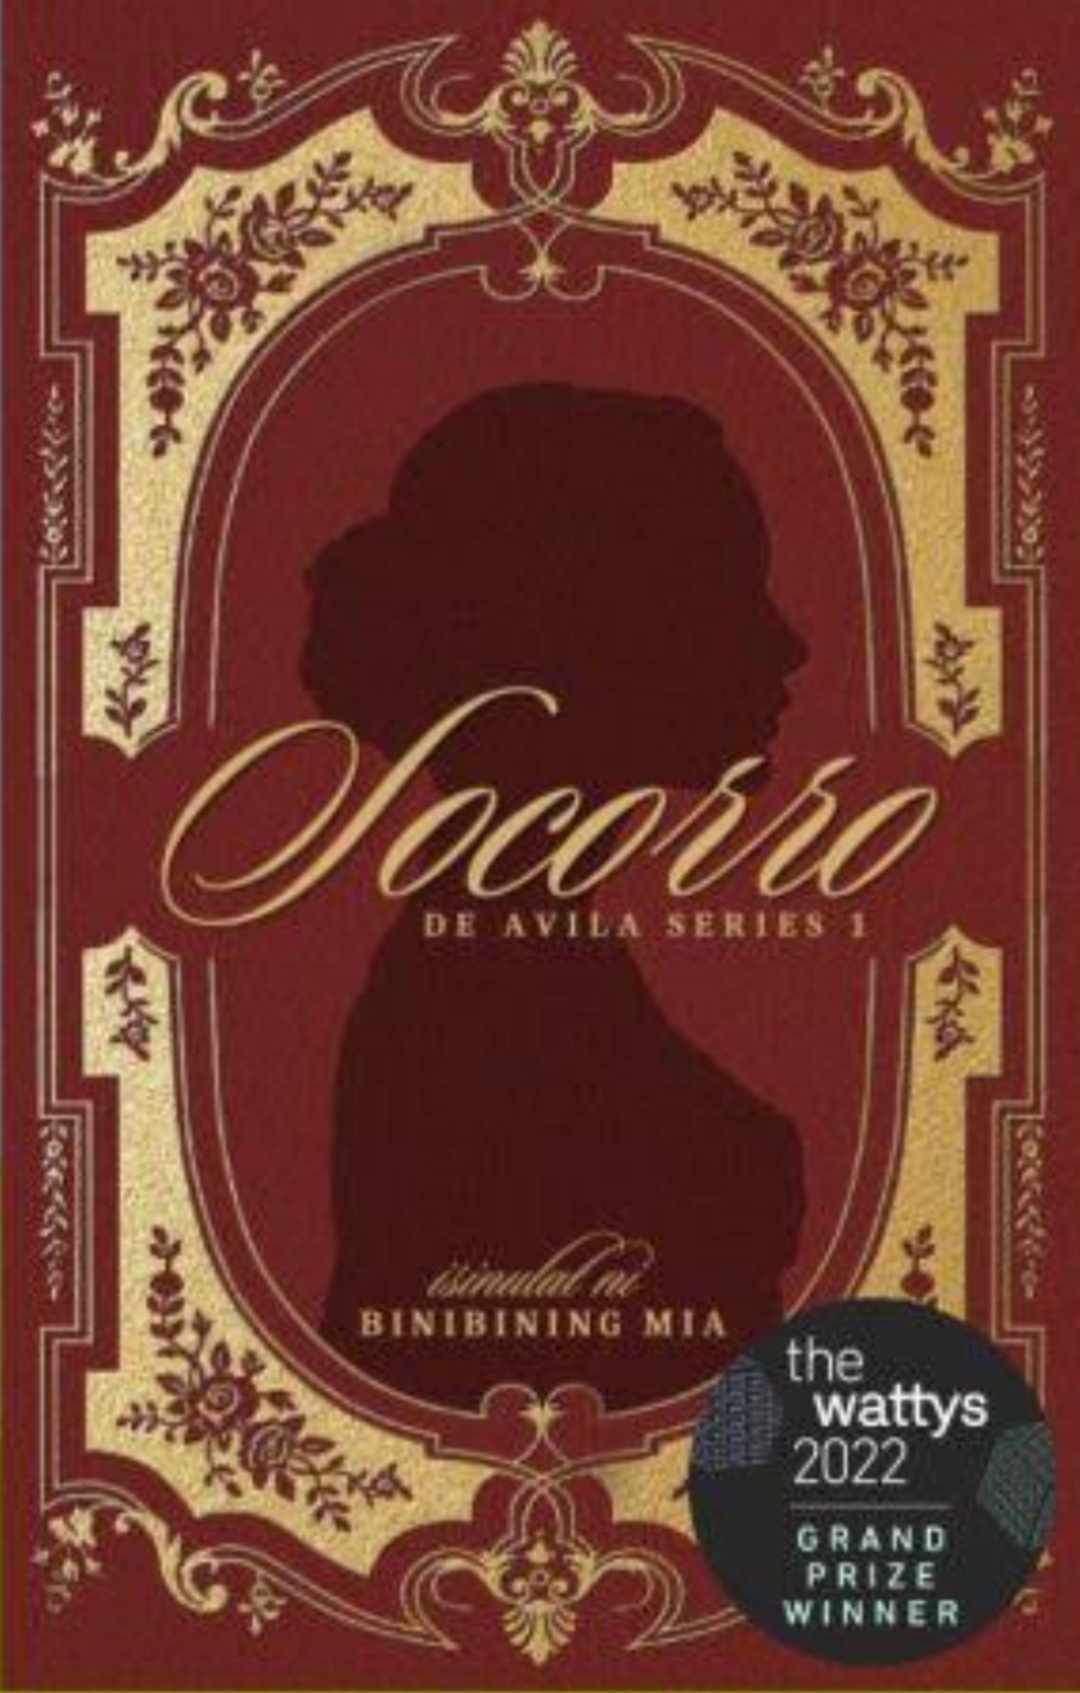 Socorro
DE AVILA SERIES 1
isinulat ni
BINIBINING MIA
the
wattys
2022
GRAND
PRIZE
WINNER